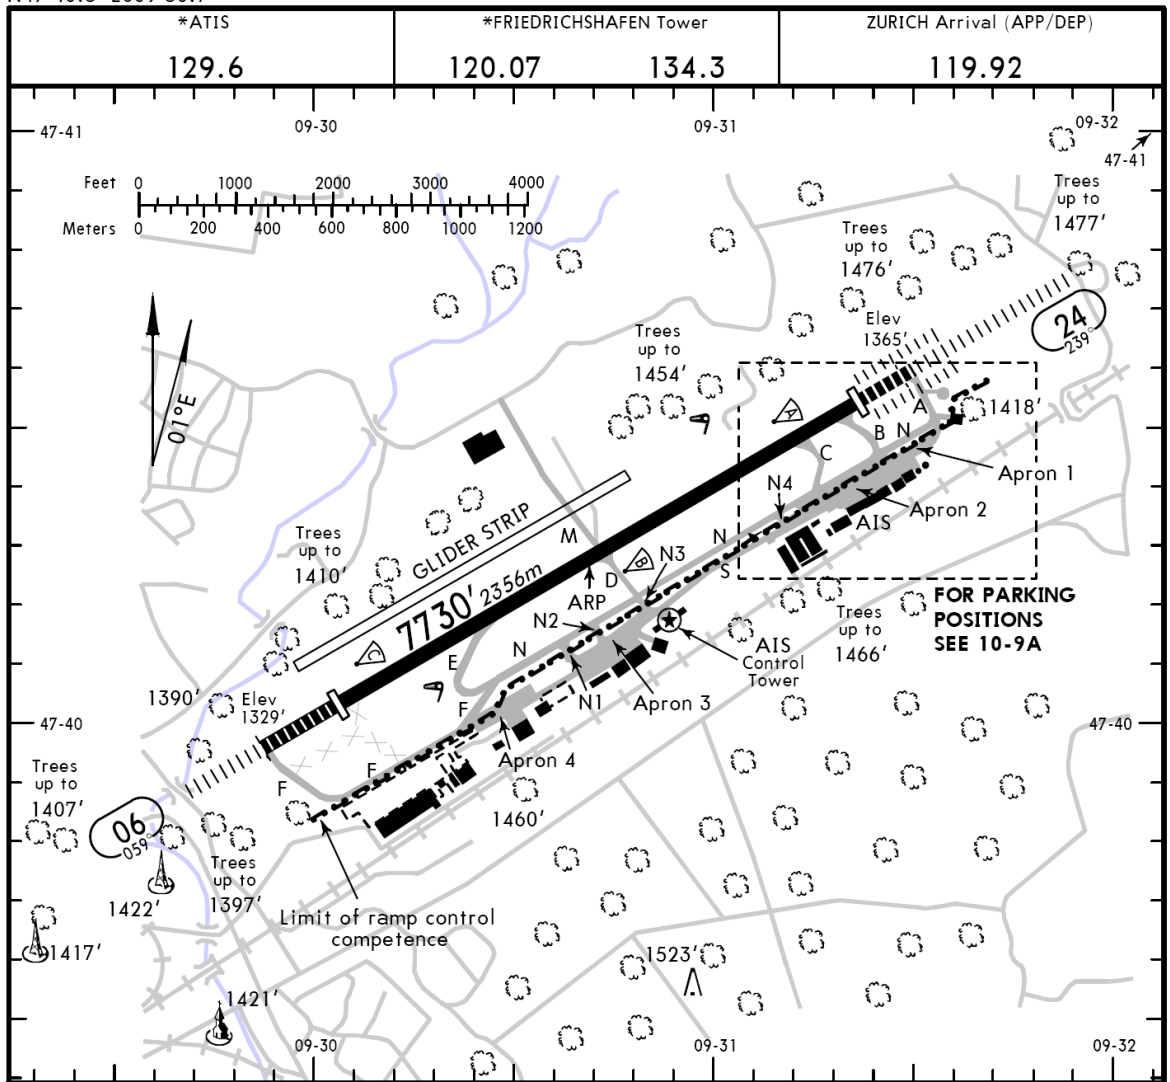 *ATIS
*FRIEDRICHSHAFEN Tower
ZURICH Arrival (APP/DEP)
129.6
120.07 134.3
119.92
47-41
09-30
09-31
09-32
47-41
Feet 0 1000 2000 3000 4000
Meters 0 200 400 600 800 1000 1200
01°E
Trees
up to
1477'
Trees
up to
1476'
Elev
1365'
24
239°
Trees
up to
1454'
A
A
1418'
B
N
C
Apron 1
N4
Apron 2
AIS
GLIDER STRIP
Trees
up to
1410'
M
N
S
B
N3
D
ARP
7730' 2356m
FOR PARKING
POSITIONS
SEE 10-9A
N2
C
N
E
AIS
Control
Tower
Trees
up to
1466'
1390'
Elev
1329'
N1
Apron 3
F
47-40
47-40
Apron 4
F
F
Trees
up to
1407'
06
059°
1460'
Trees
up to
1397'
1422'
Limit of ramp control
competence
1417'
1523'
1421'
09-30
09-31
09-32